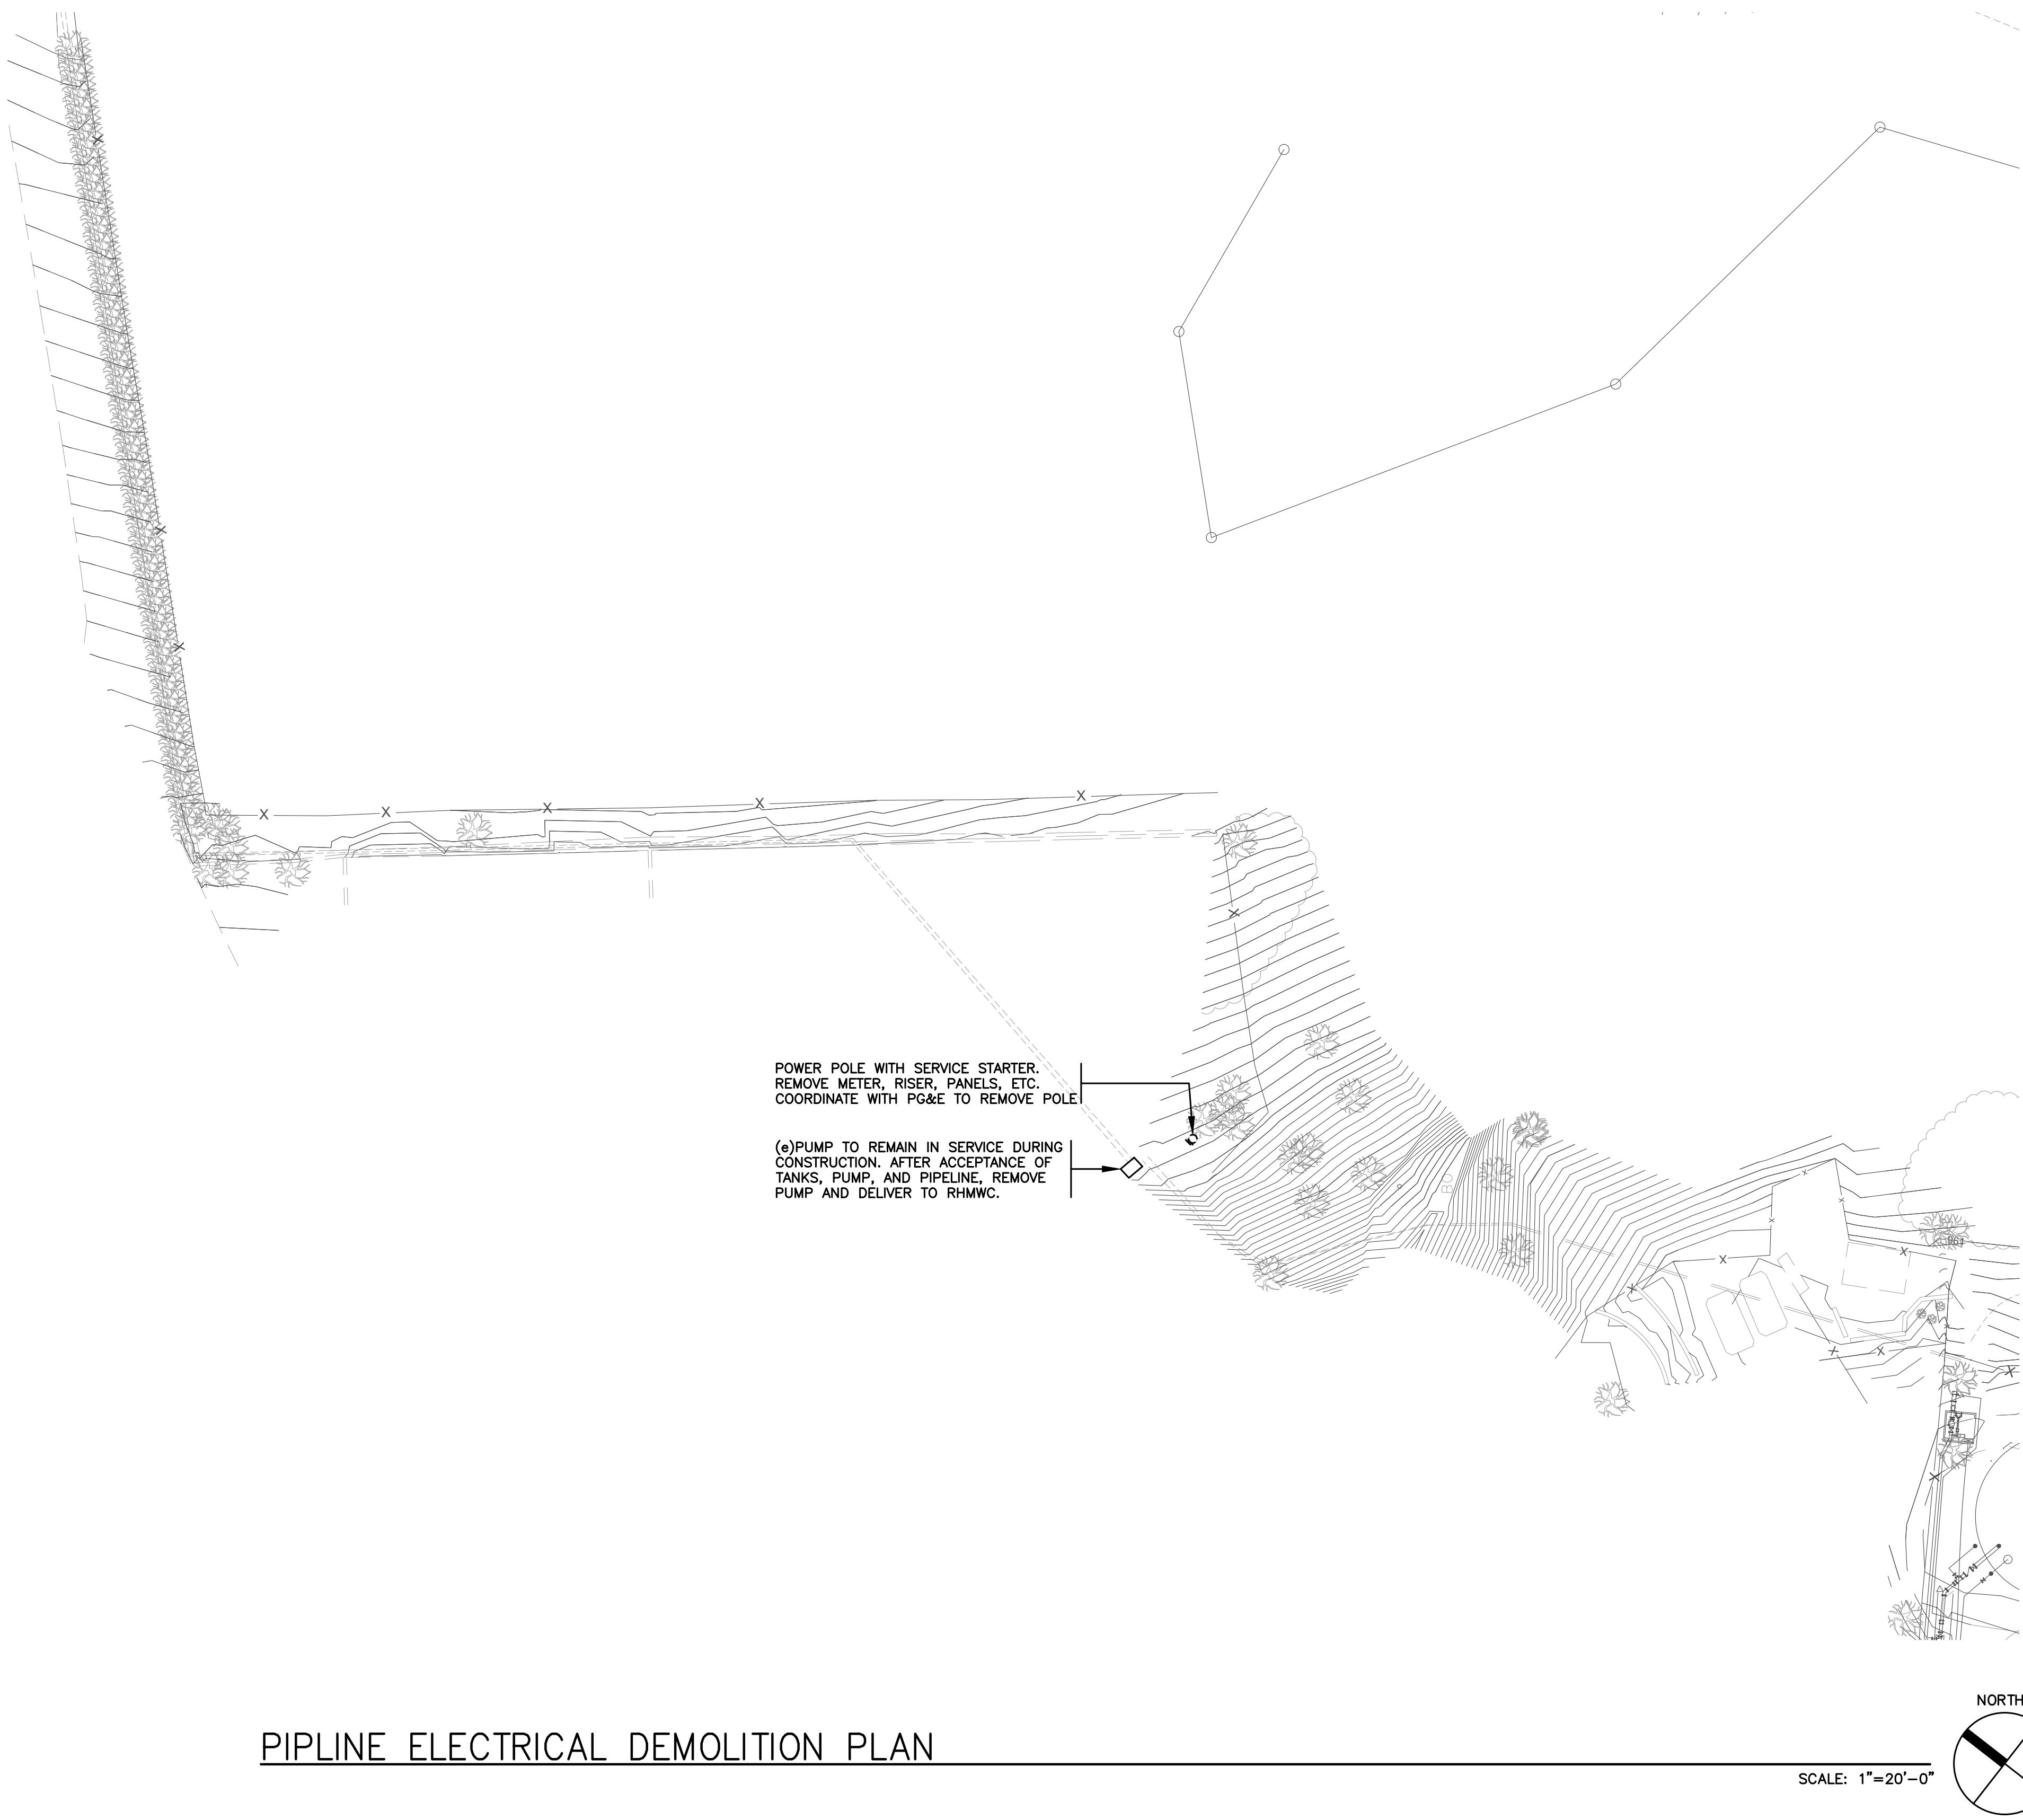 POWER POLE WITH SERVICE STARTER.
REMOVE METER, RISER, PANELS, ETC.
COORDINATE WITH PG&E TO REMOVE POLE
(e)PUMP TO REMAIN IN SERVICE DURING
CONSTRUCTION. AFTER ACCEPTANCE OF
TANKS, PUMP, AND PIPELINE, REMOVE
PUMP AND DELIVER TO RHMWC.
BO
961
NORTH
PIPLINE ELECTRICAL DEMOLITION PLAN
SCALE: 1"=20'-0"